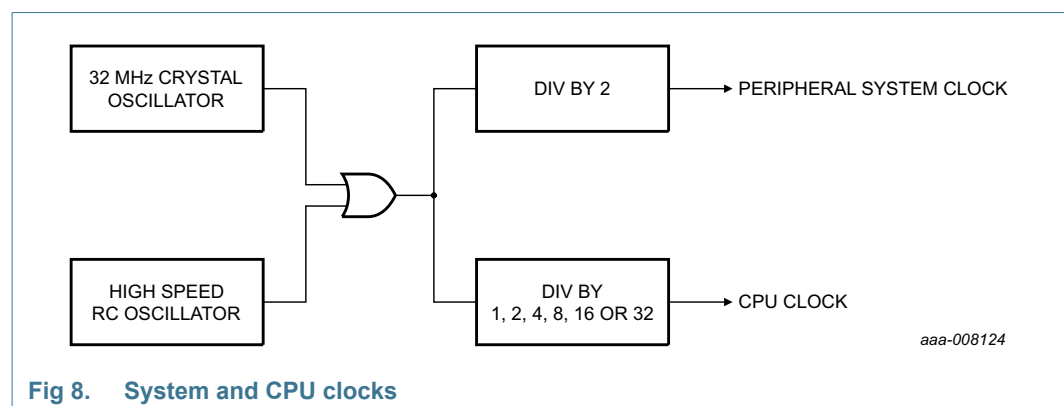 32 MHz CRYSTAL
OSCILLATOR
DIV BY 2
PERIPHERAL SYSTEM CLOCK
HIGH SPEED
RC OSCILLATOR
DIV BY
1, 2, 4, 8, 16 OR 32
CPU CLOCK
aaa-008124
Fig 8. System and CPU clocks